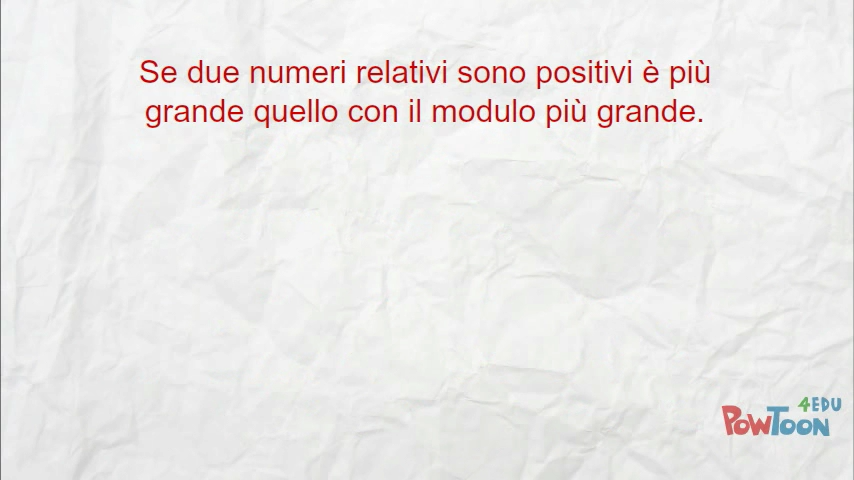 Se due numeri relativi sono positivi è più
grande quello con il modulo più grande.
4EDU
PowToon